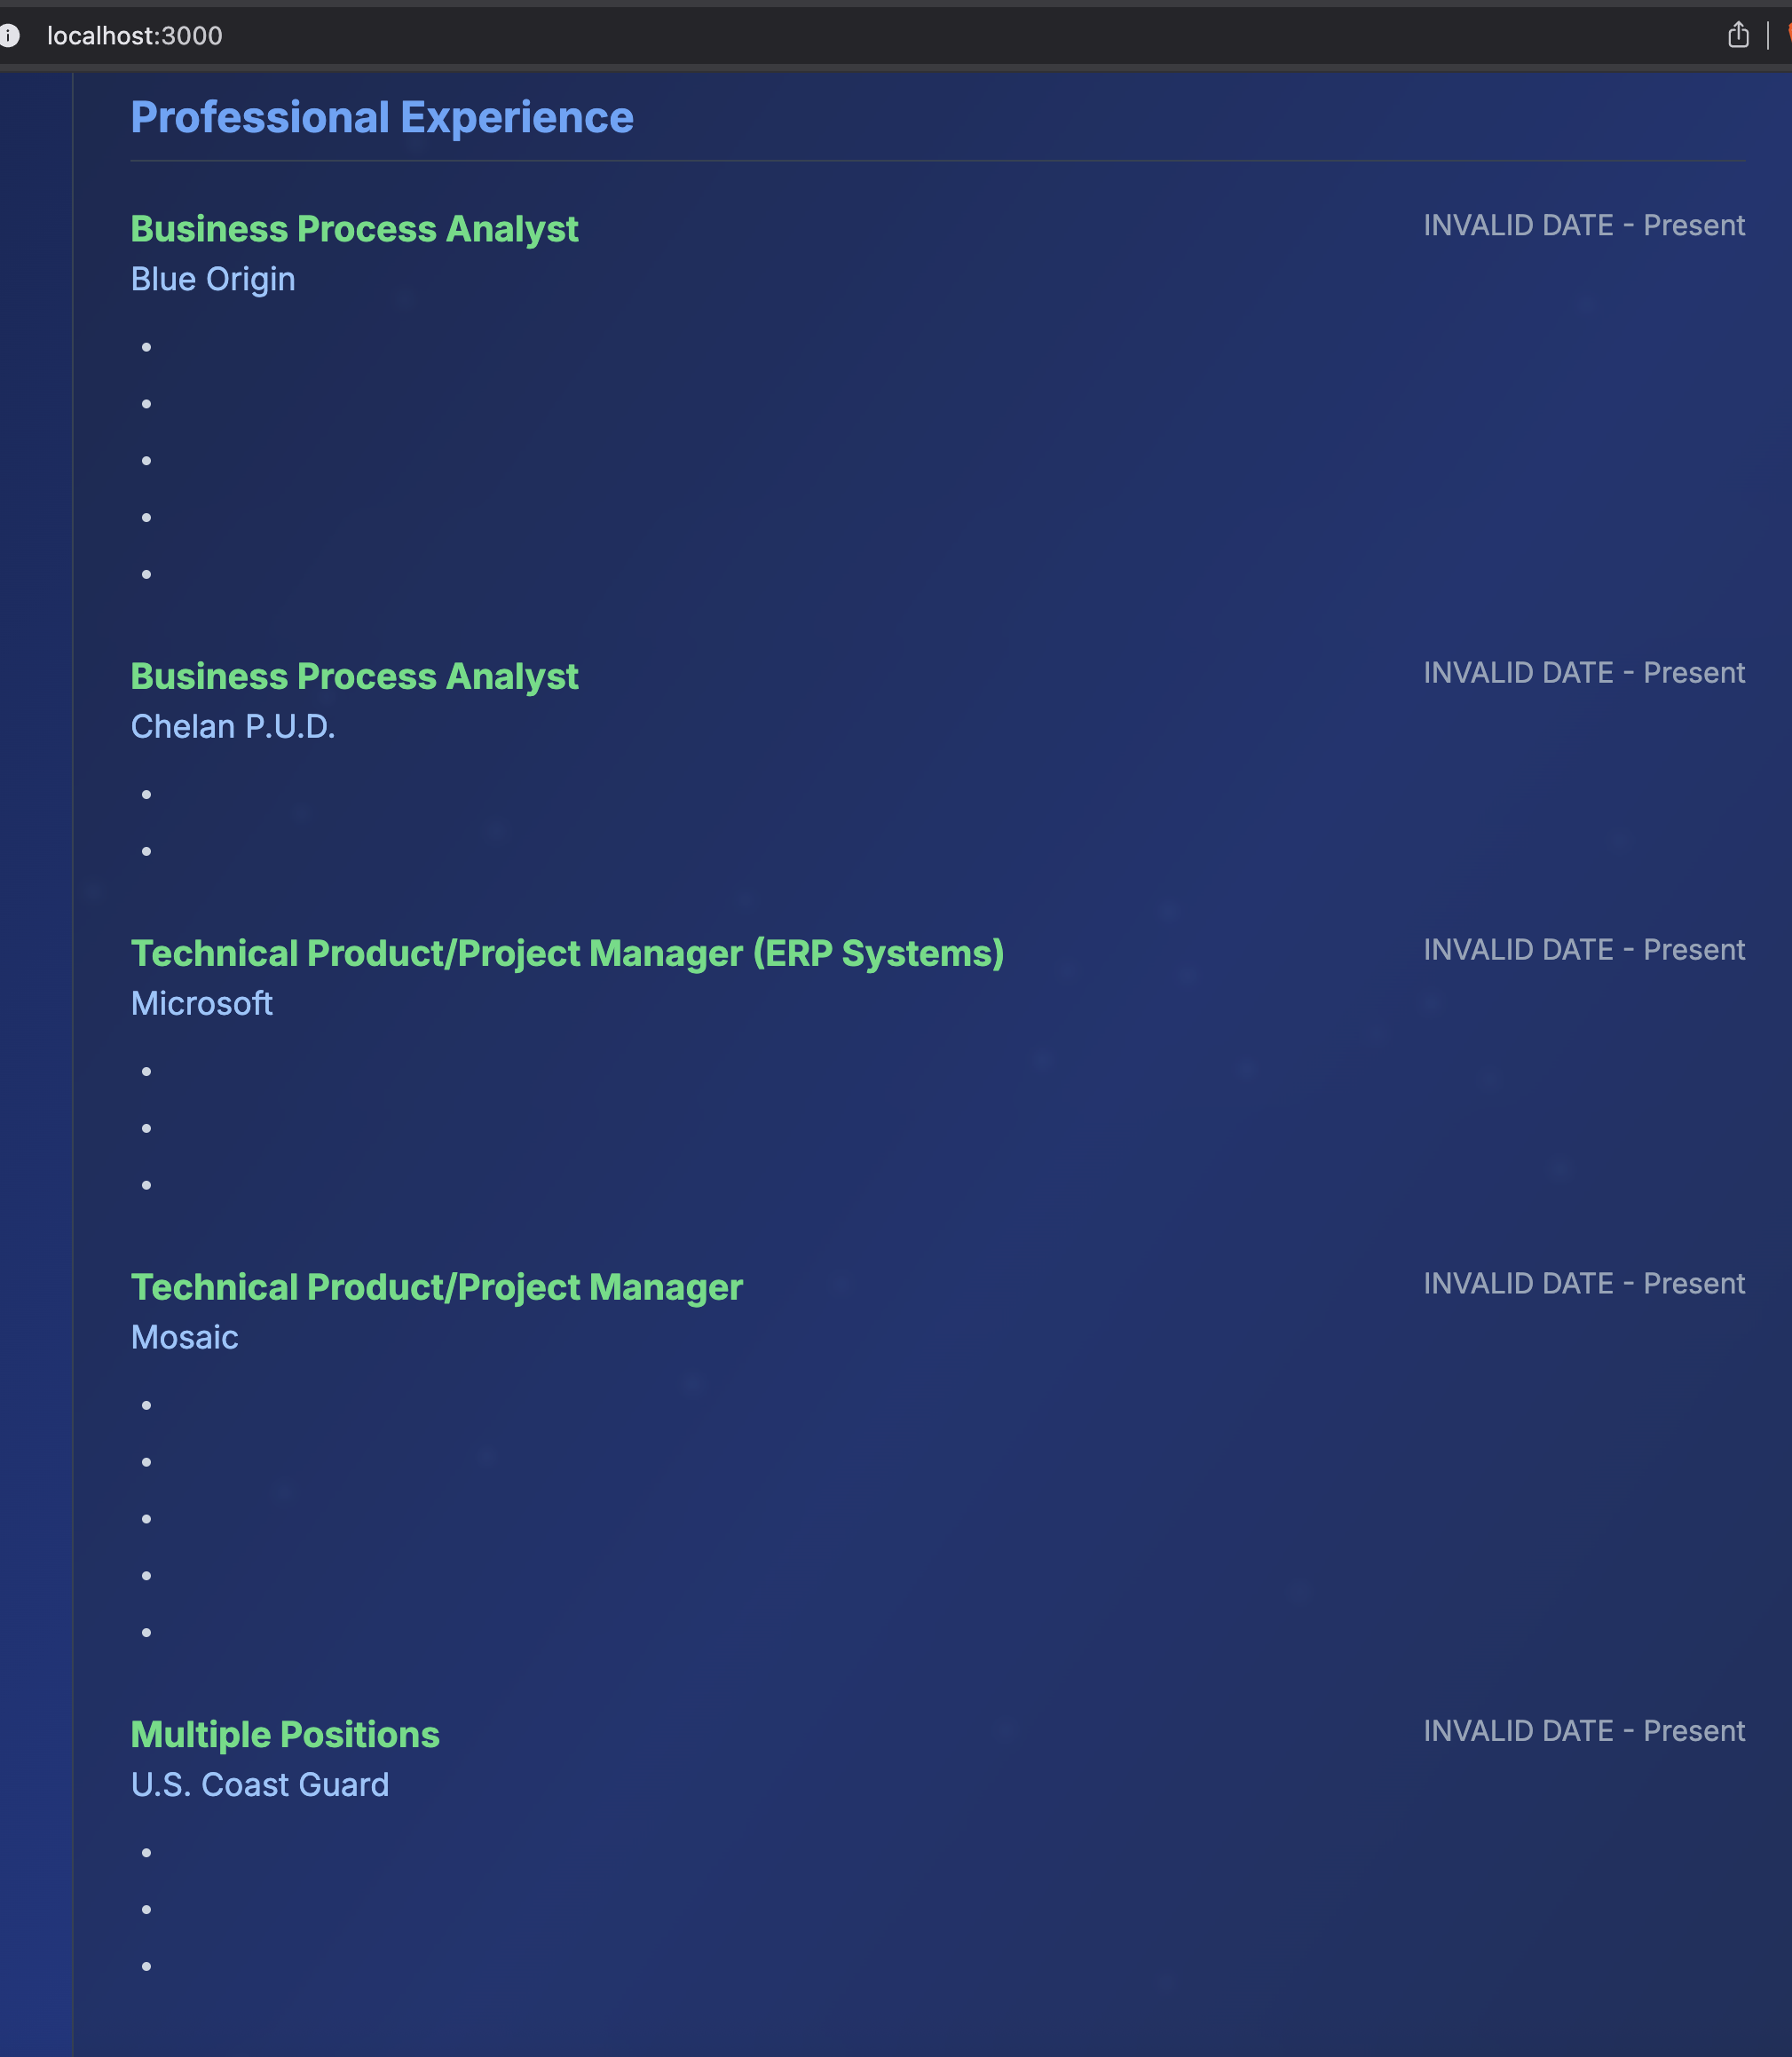 localhost:3000
Professional Experience
Business Process Analyst
INVALID DATE - Present
Blue Origin
Business Process Analyst
INVALID DATE - Present
Chelan P.U.D.
Technical Product/Project Manager (ERP Systems)
INVALID DATE - Present
Microsoft
Technical Product/Project Manager
INVALID DATE - Present
Mosaic
Multiple Positions
INVALID DATE - Present
U.S. Coast Guard